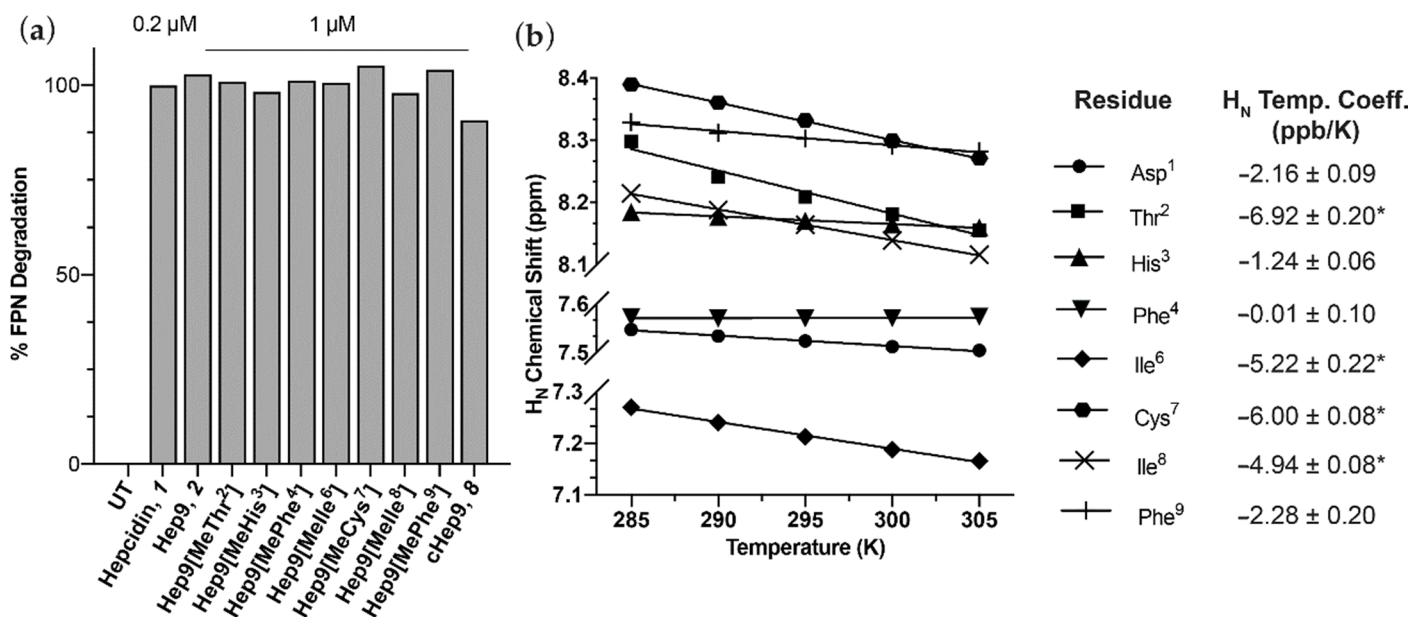 (a)
0.2 µM
1 µM
% FPN Degradation
100
50
0
UT
Hepcidin, 1
Hep9, 2
Hep9[MeThr²]
Hep9[MeHis³]
Hep9[MePhe⁴]
Hep9[MeIle⁶]
Hep9[MeCys⁷]
Hep9[MeIle⁸]
Hep9[MePhe⁹]
cHep9, 8
(b)
H_N Chemical Shift (ppm)
8.4
8.3
8.2
8.1
7.6
7.5
7.3
7.2
7.1
285 290 295 300 305
Temperature (K)
Residue H_N Temp. Coeff.
(ppb/K)
Asp¹ −2.16 ± 0.09
Thr² −6.92 ± 0.20*
His³ −1.24 ± 0.06
Phe⁴ −0.01 ± 0.10
Ile⁶ −5.22 ± 0.22*
Cys⁷ −6.00 ± 0.08*
Ile⁸ −4.94 ± 0.08*
Phe⁹ −2.28 ± 0.20